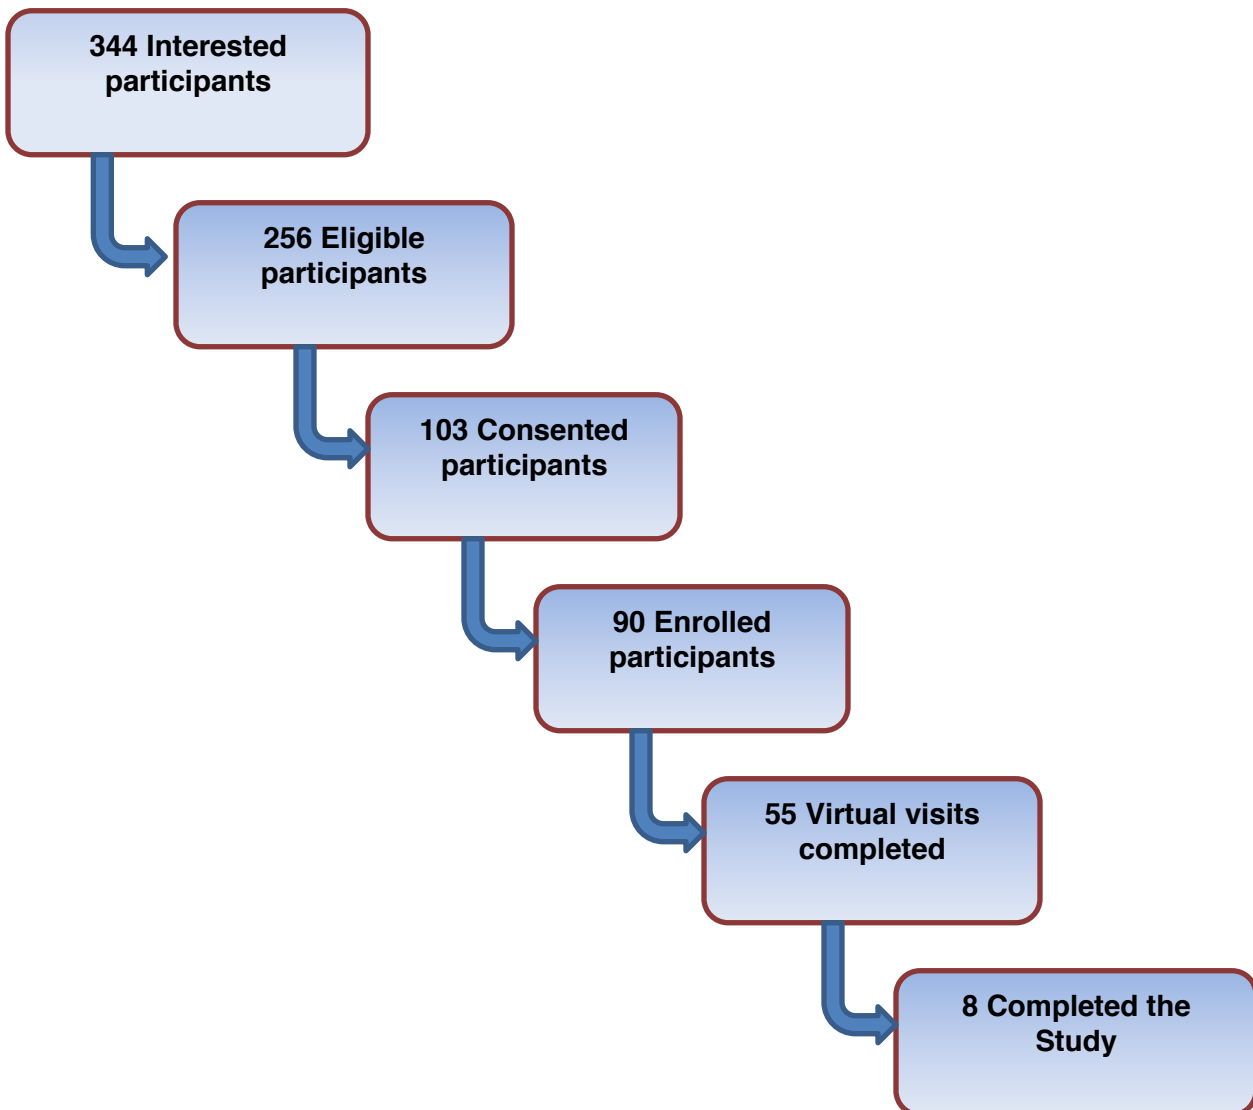 344 Interested
participants
256 Eligible
participants
103 Consented
participants
90 Enrolled
participants
55 Virtual visits
completed
8 Completed the
Study